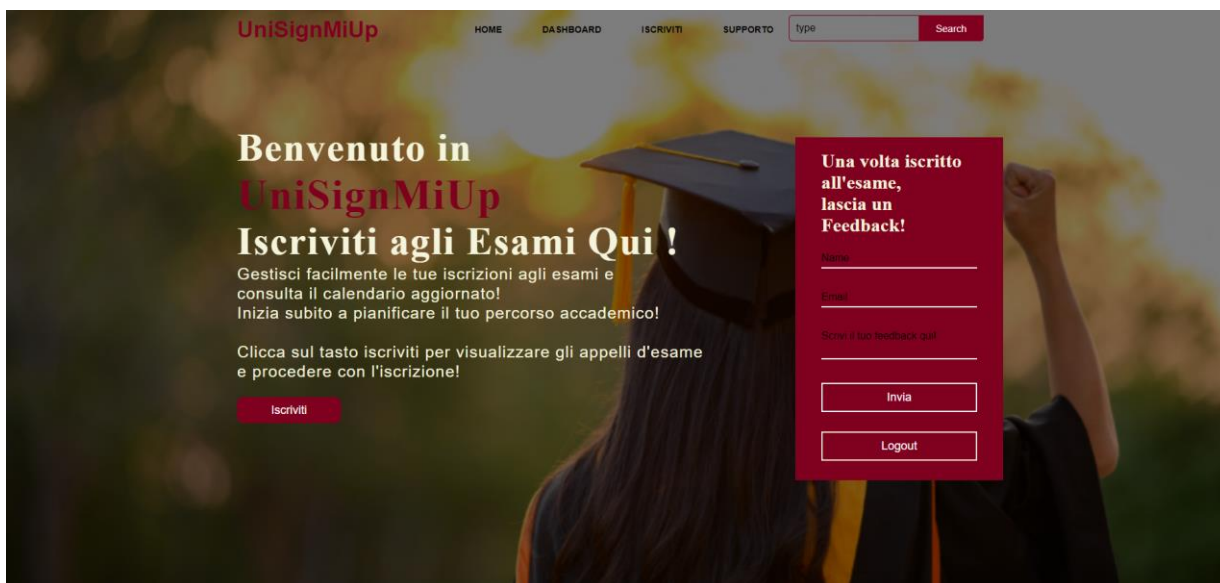 UniSignMiUp
HOME
DASHBOARD
ISCRIVITI
SUPPORTO
type
Search
Benvenuto in
UniSignMiUp
Iscriviti agli Esami Qui !
Gestisci facilmente le tue iscrizioni agli esami e
consulta il calendario aggiornato!
Inizia subito a pianificare il tuo percorso accademico!
Clicca sul tasto iscriviti per visualizzare gli appelli d'esame
e procedere con l'iscrizione!
Iscriviti
Una volta iscritto
all'esame,
lascia un
Feedback!
Name
Email
Scrivi il tuo feedback qui!
Invia
Logout